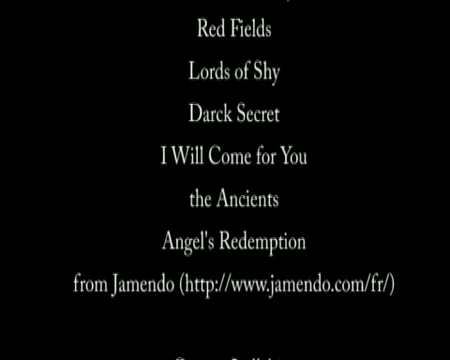 Red Fields
Lords of Shy
Darck Secret
I Will Come for You
the Ancients
Angel's Redemption
from Jamendo (http://www.jamendo.com/fr/)